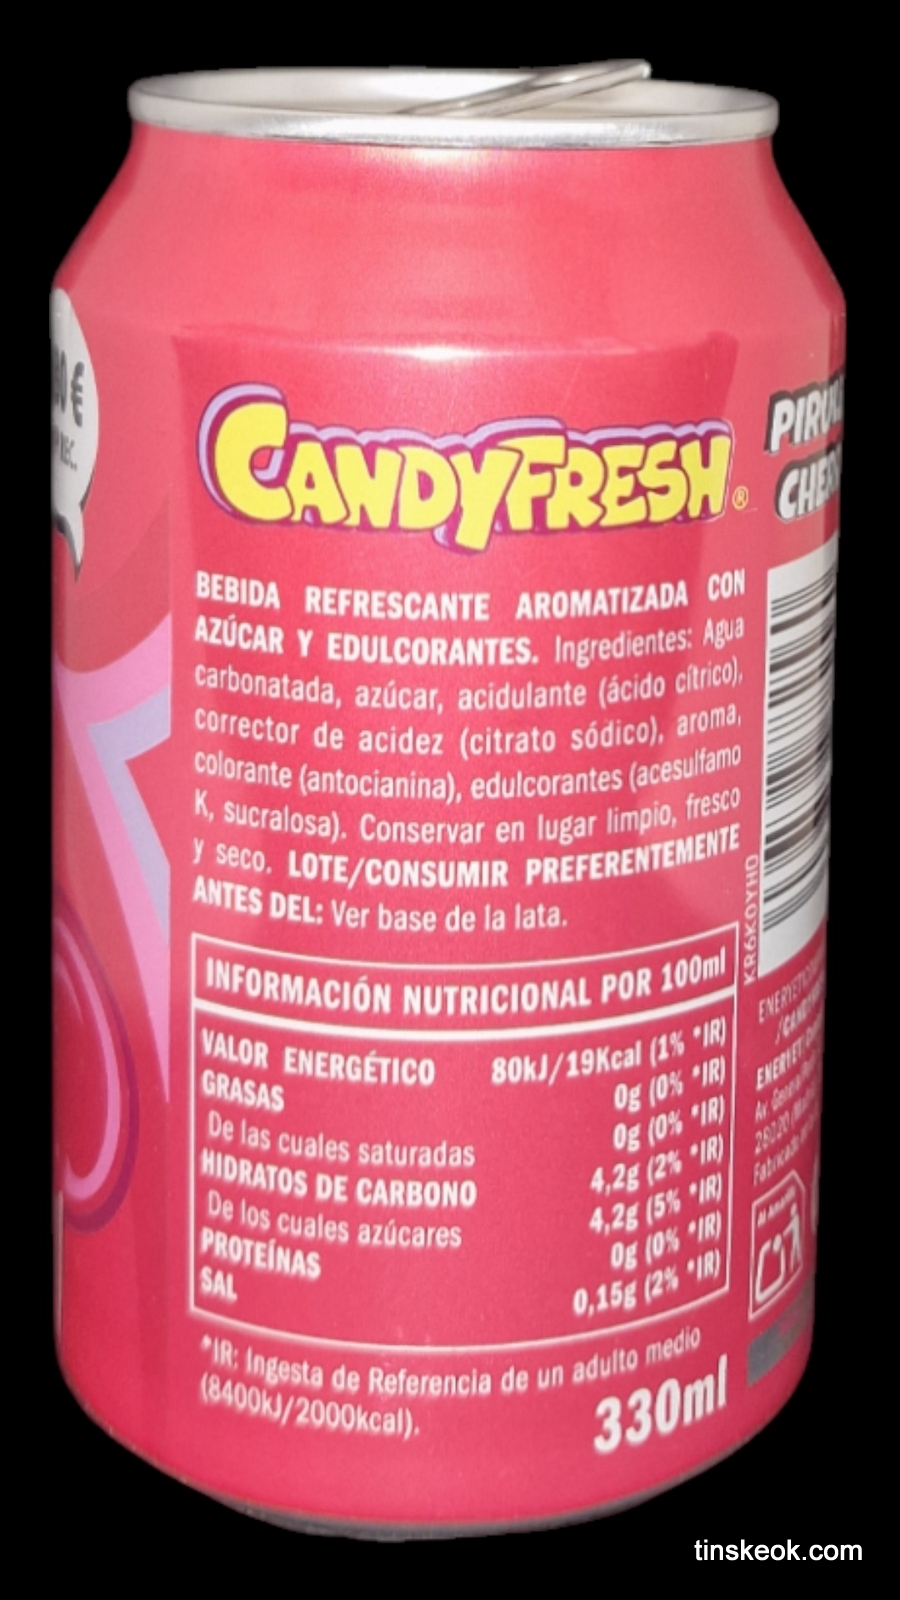 CANDYFRESH®
BEBIDA REFRESCANTE AROMATIZADA CON
AZÚCAR Y EDULCORANTES. Ingredientes: Agua
carbonatada, azúcar, acidulante (ácido cítrico),
corrector de acidez (citrato sódico), aroma,
colorante (antocianina), edulcorantes (acesulfamo
K, sucralosa). Conservar en lugar limpio, fresco
y seco. LOTE/CONSUMIR PREFERENTEMENTE
ANTES DEL: Ver base de la lata.
INFORMACIÓN NUTRICIONAL POR 100ml
VALOR ENERGÉTICO 80kJ/19Kcal (1% *IR)
GRASAS 0g (0% *IR)
De las cuales saturadas 0g (0% *IR)
HIDRATOS DE CARBONO 4,2g (2% *IR)
De los cuales azúcares 4,2g (5% *IR)
PROTEÍNAS 0g (0% *IR)
SAL 0,15g (2% *IR)
*IR: Ingesta de Referencia de un adulto medio
(8400kJ/2000kcal).
330ml
KR6K0YHD
Al Amarillo
tinskeok.com